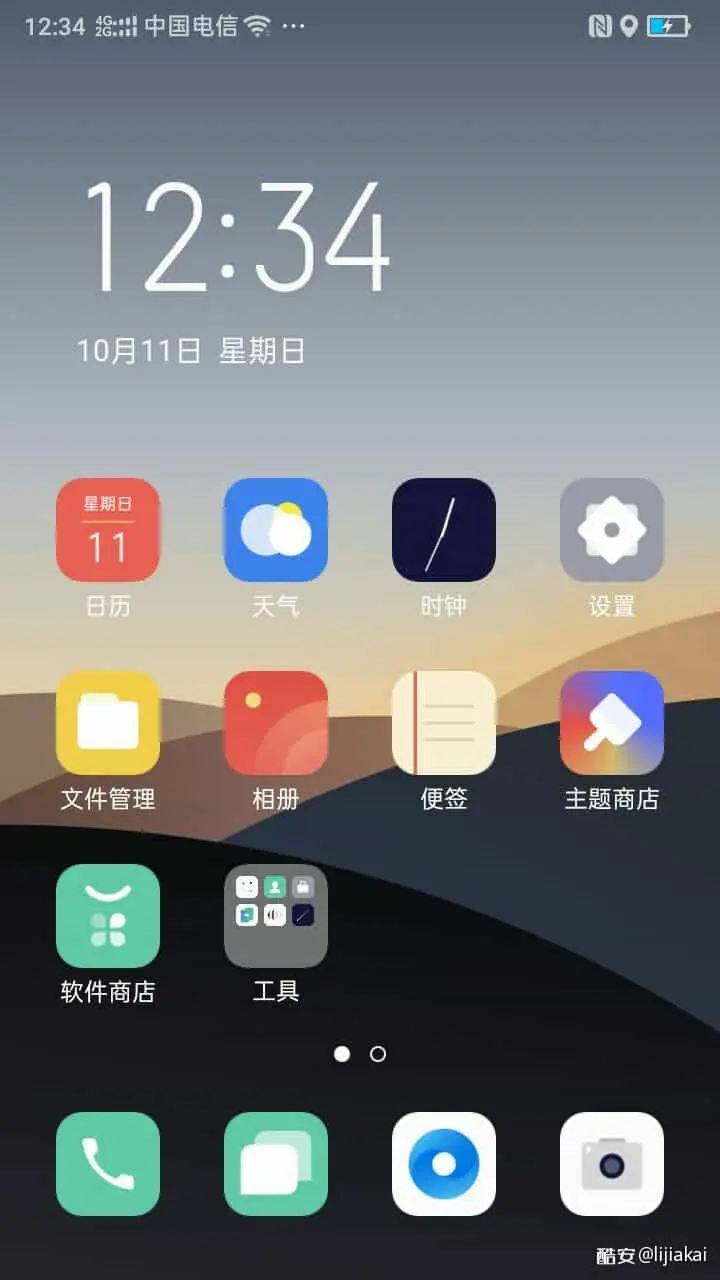 12:34 4G 2G 中国电信 ···
12:34
10月11日 星期日
星期日
11
日历 天气 时钟 设置
文件管理 相册 便签 主题商店
软件商店 工具
酷安 @lijiakai